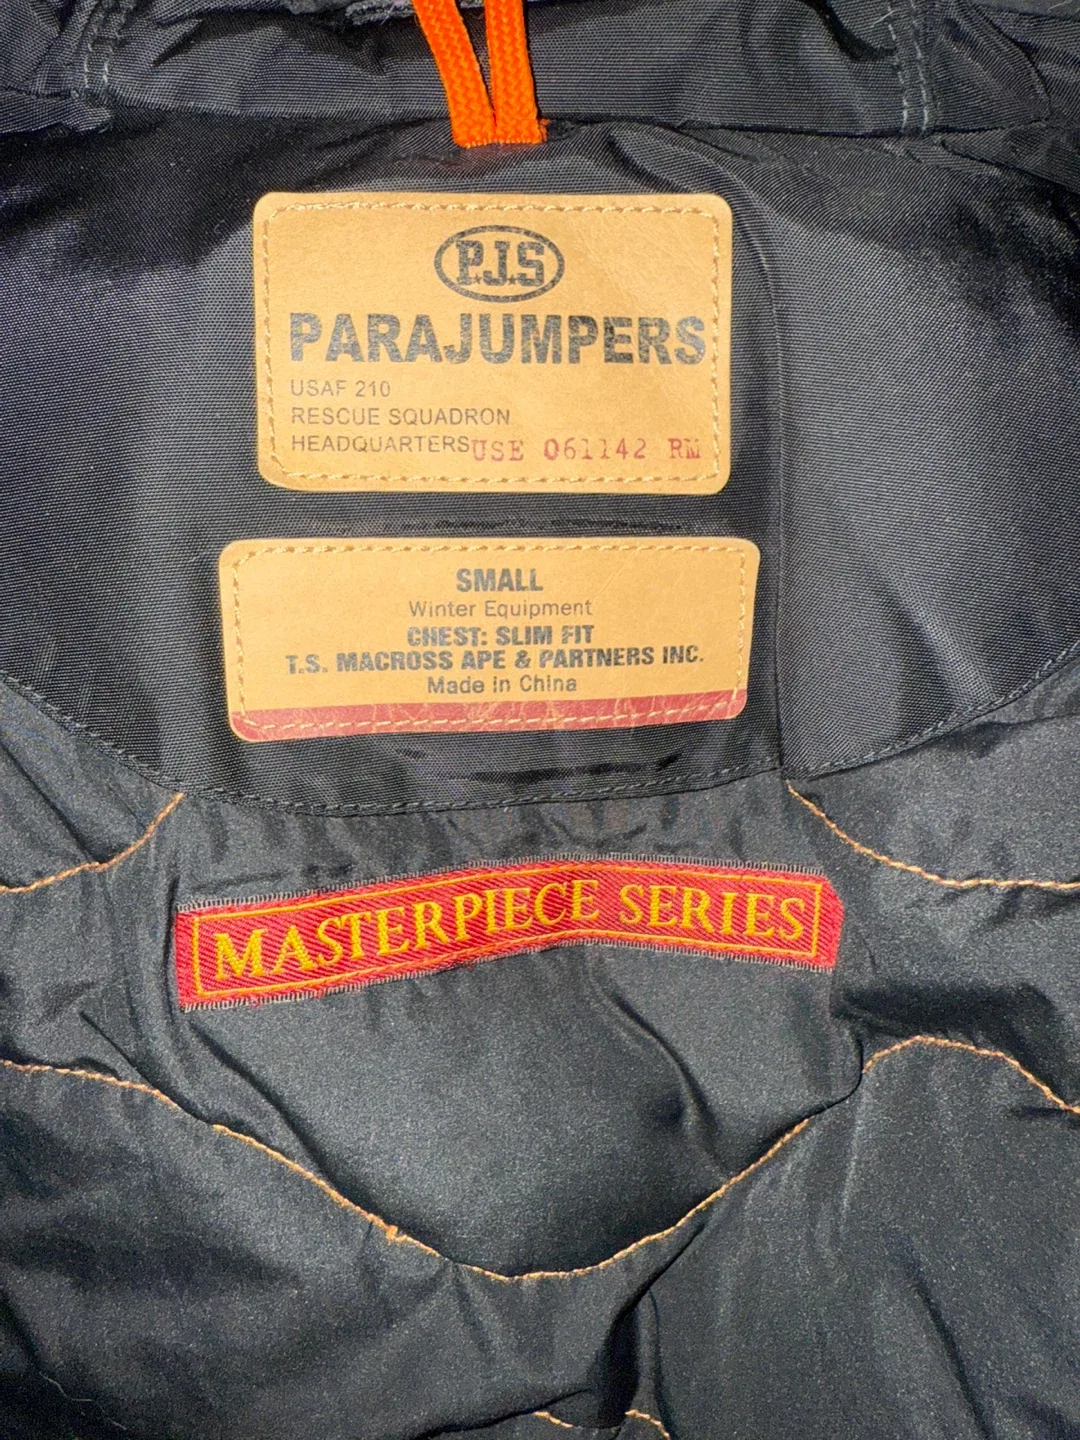 P.J.S
PARAJUMPERS
USAF 210
RESCUE SQUADRON
HEADQUARTERS USE 061142 RM
SMALL
Winter Equipment
CHEST: SLIM FIT
T.S. MACROSS APE & PARTNERS INC.
Made in China
MASTERPIECE SERIES